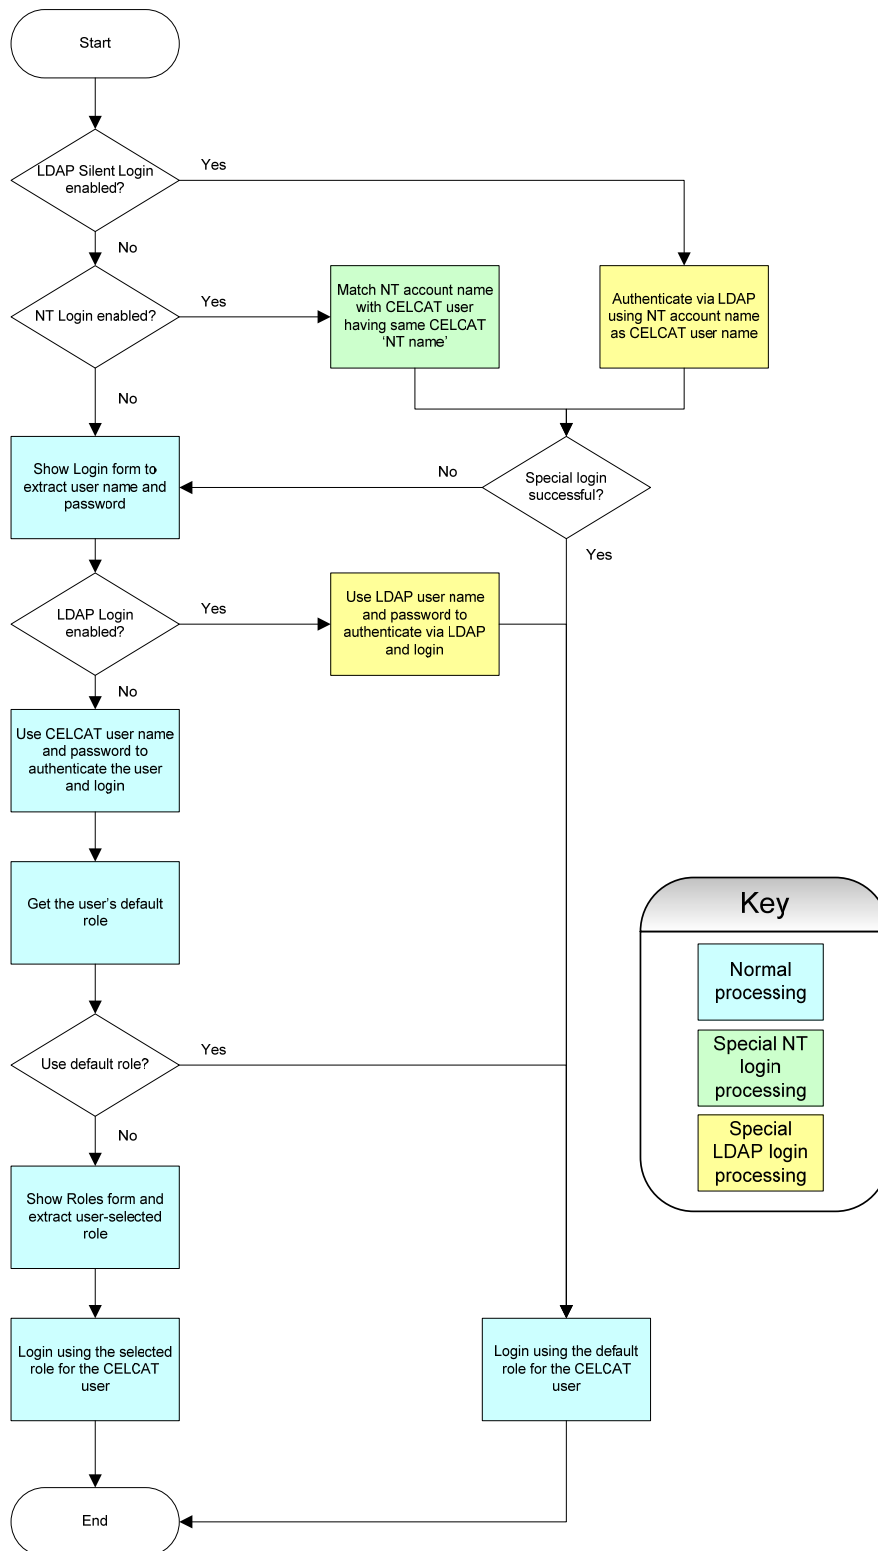 Start
LDAP Silent Login
enabled?
Yes
No
NT Login enabled?
Yes
Match NT account name
with CELCAT user
having same CELCAT
‘NT name’
Authenticate via LDAP
using NT account name
as CELCAT user name
No
Show Login form to
extract user name and
password
No
Special login
successful?
Yes
LDAP Login
enabled?
Yes
Use LDAP user name
and password to
authenticate via LDAP
and login
No
Use CELCAT user name
and password to
authenticate the user
and login
Get the user’s default
role
Use default role?
Yes
No
Show Roles form and
extract user-selected
role
Login using the selected
role for the CELCAT
user
Login using the default
role for the CELCAT
user
End
Key
Normal
processing
Special NT
login
processing
Special
LDAP login
processing